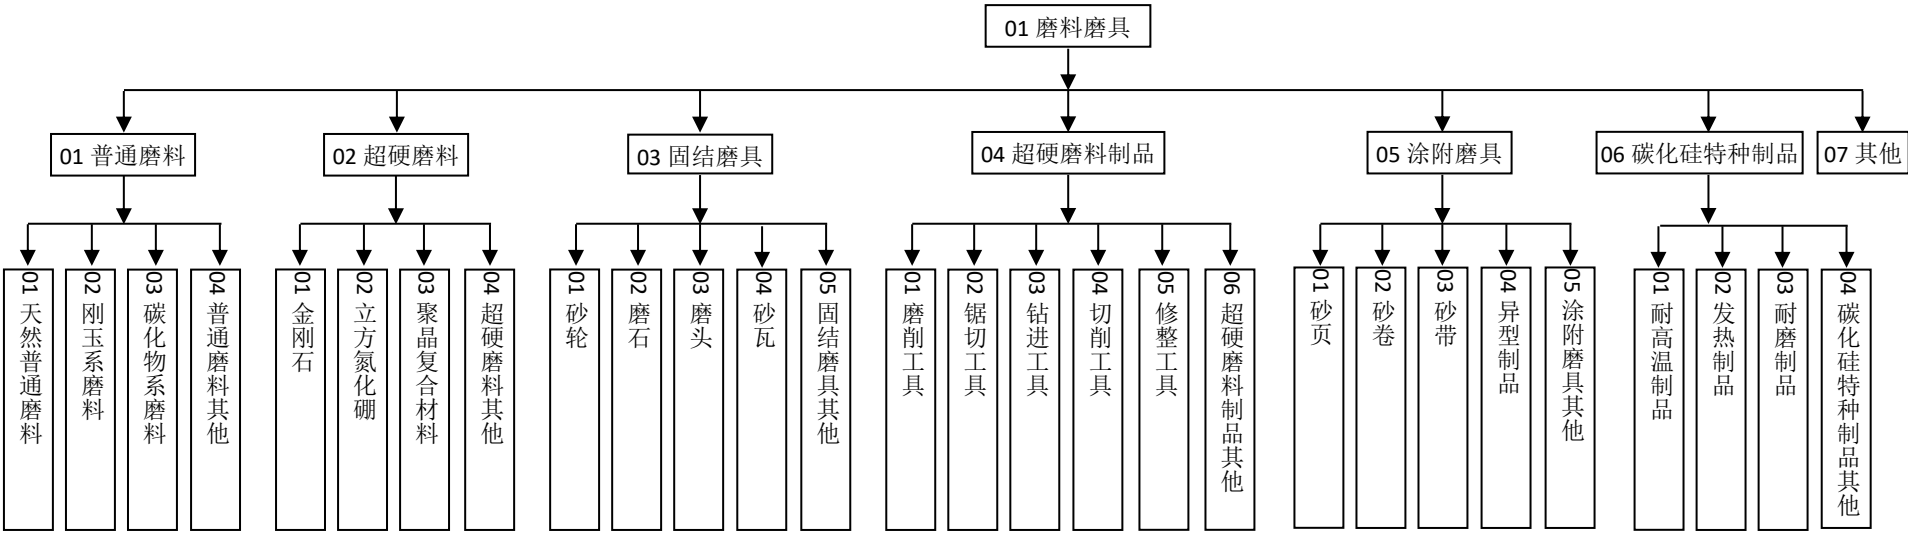 01 磨料磨具
01 普通磨料
02 超硬磨料
03 固结磨具
04 超硬磨料制品
05 涂附磨具
06 碳化硅特种制品
07 其他
01 天然普通磨料
02 刚玉系磨料
03 碳化物系磨料
04 普通磨料其他
01 金刚石
02 立方氮化硼
03 聚晶复合材料
04 超硬磨料其他
01 砂轮
02 磨石
03 磨头
04 砂瓦
05 固结磨具其他
01 磨削工具
02 锯切工具
03 钻进工具
04 切削工具
05 修整工具
06 超硬磨料制品其他
01 砂页
02 砂卷
03 砂带
04 异型制品
05 涂附磨具其他
01 耐高温制品
02 发热制品
03 耐磨制品
04 碳化硅特种制品其他